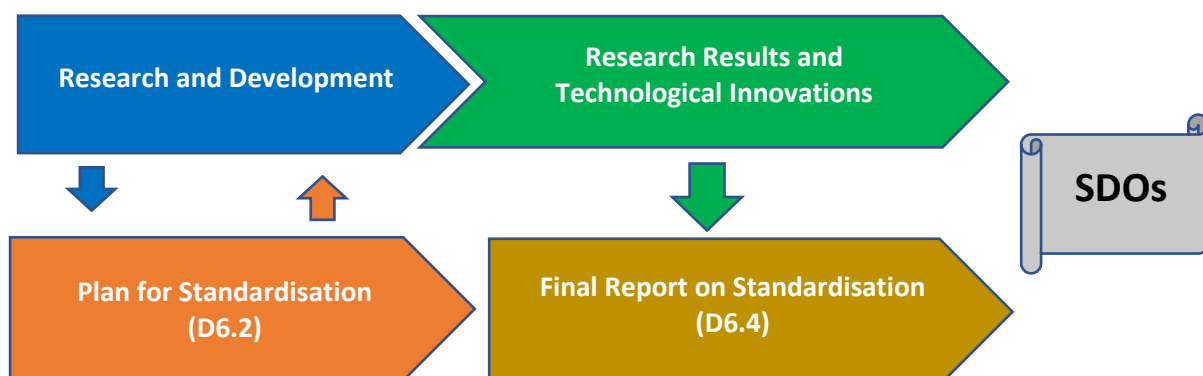 Research and Development
Research Results and
Technological Innovations
SDOs
Plan for Standardisation
(D6.2)
Final Report on Standardisation
(D6.4)